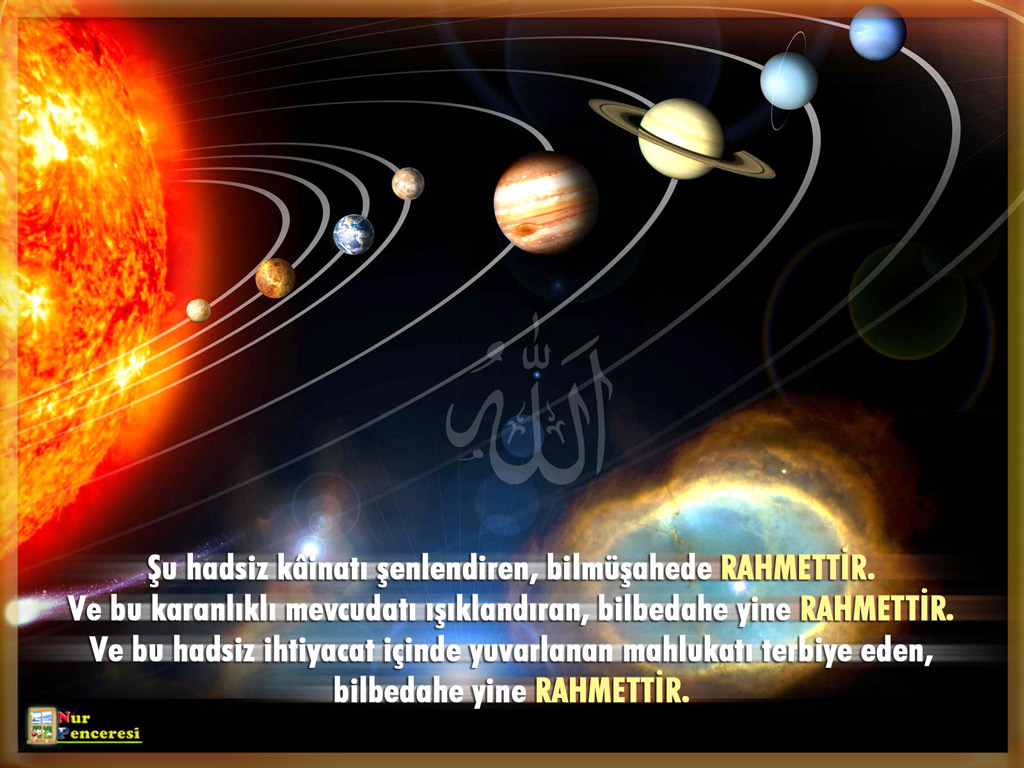 الله
Şu hadsiz kâinatı şenlendiren, bilmüşahede RAHMETTİR.
Ve bu karanlıklı mevcudatı ışıklandıran, bilbedahe yine RAHMETTİR.
Ve bu hadsiz ihtiyacat içinde yuvarlanan mahlukatı terbiye eden,
bilbedahe yine RAHMETTİR.
Nur
Penceresi